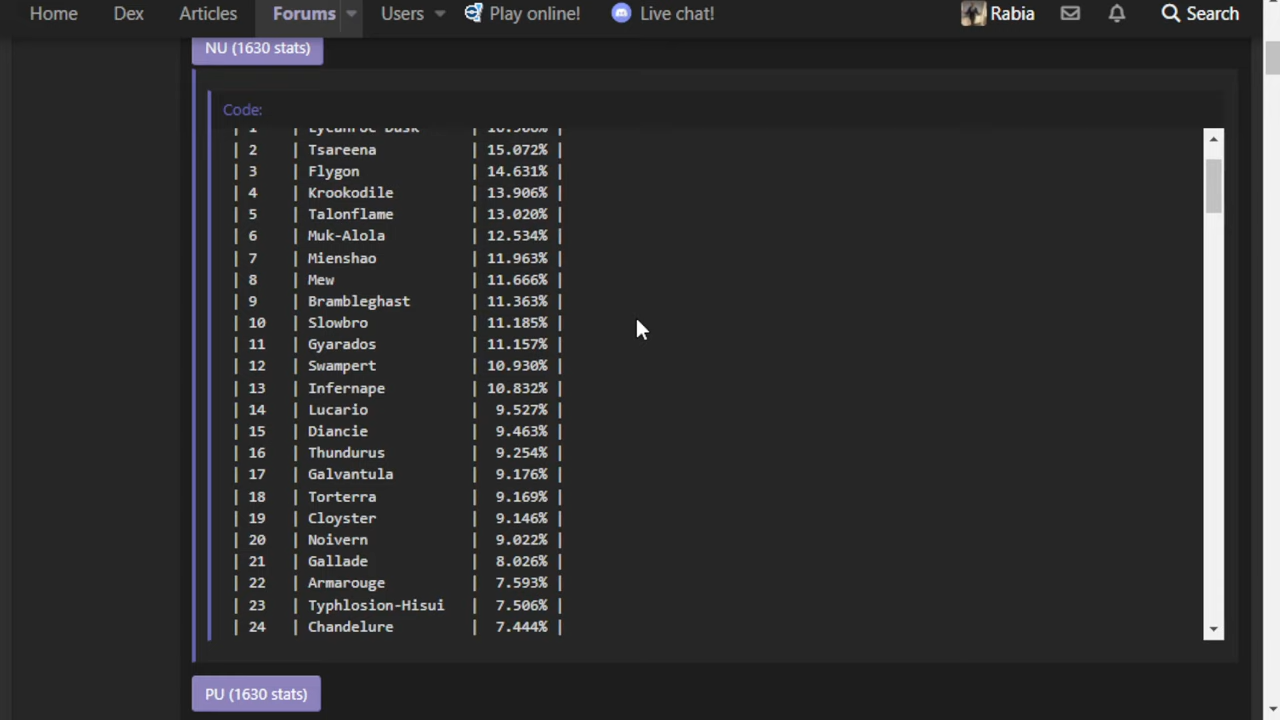 Home Dex Articles Forums Users Play online! Live chat! Rabia Search
NU (1630 stats)
Code:
| 1 | Lycanroc-Dusk |
| 2 | Tsareena | 15.072% |
| 3 | Flygon | 14.631% |
| 4 | Krookodile | 13.906% |
| 5 | Talonflame | 13.020% |
| 6 | Muk-Alola | 12.534% |
| 7 | Mienshao | 11.963% |
| 8 | Mew | 11.666% |
| 9 | Brambleghast | 11.363% |
| 10 | Slowbro | 11.185% |
| 11 | Gyarados | 11.157% |
| 12 | Swampert | 10.930% |
| 13 | Infernape | 10.832% |
| 14 | Lucario | 9.527% |
| 15 | Diancie | 9.463% |
| 16 | Thundurus | 9.254% |
| 17 | Galvantula | 9.176% |
| 18 | Torterra | 9.169% |
| 19 | Cloyster | 9.146% |
| 20 | Noivern | 9.022% |
| 21 | Gallade | 8.026% |
| 22 | Armarouge | 7.593% |
| 23 | Typhlosion-Hisui | 7.506% |
| 24 | Chandelure | 7.444% |
PU (1630 stats)